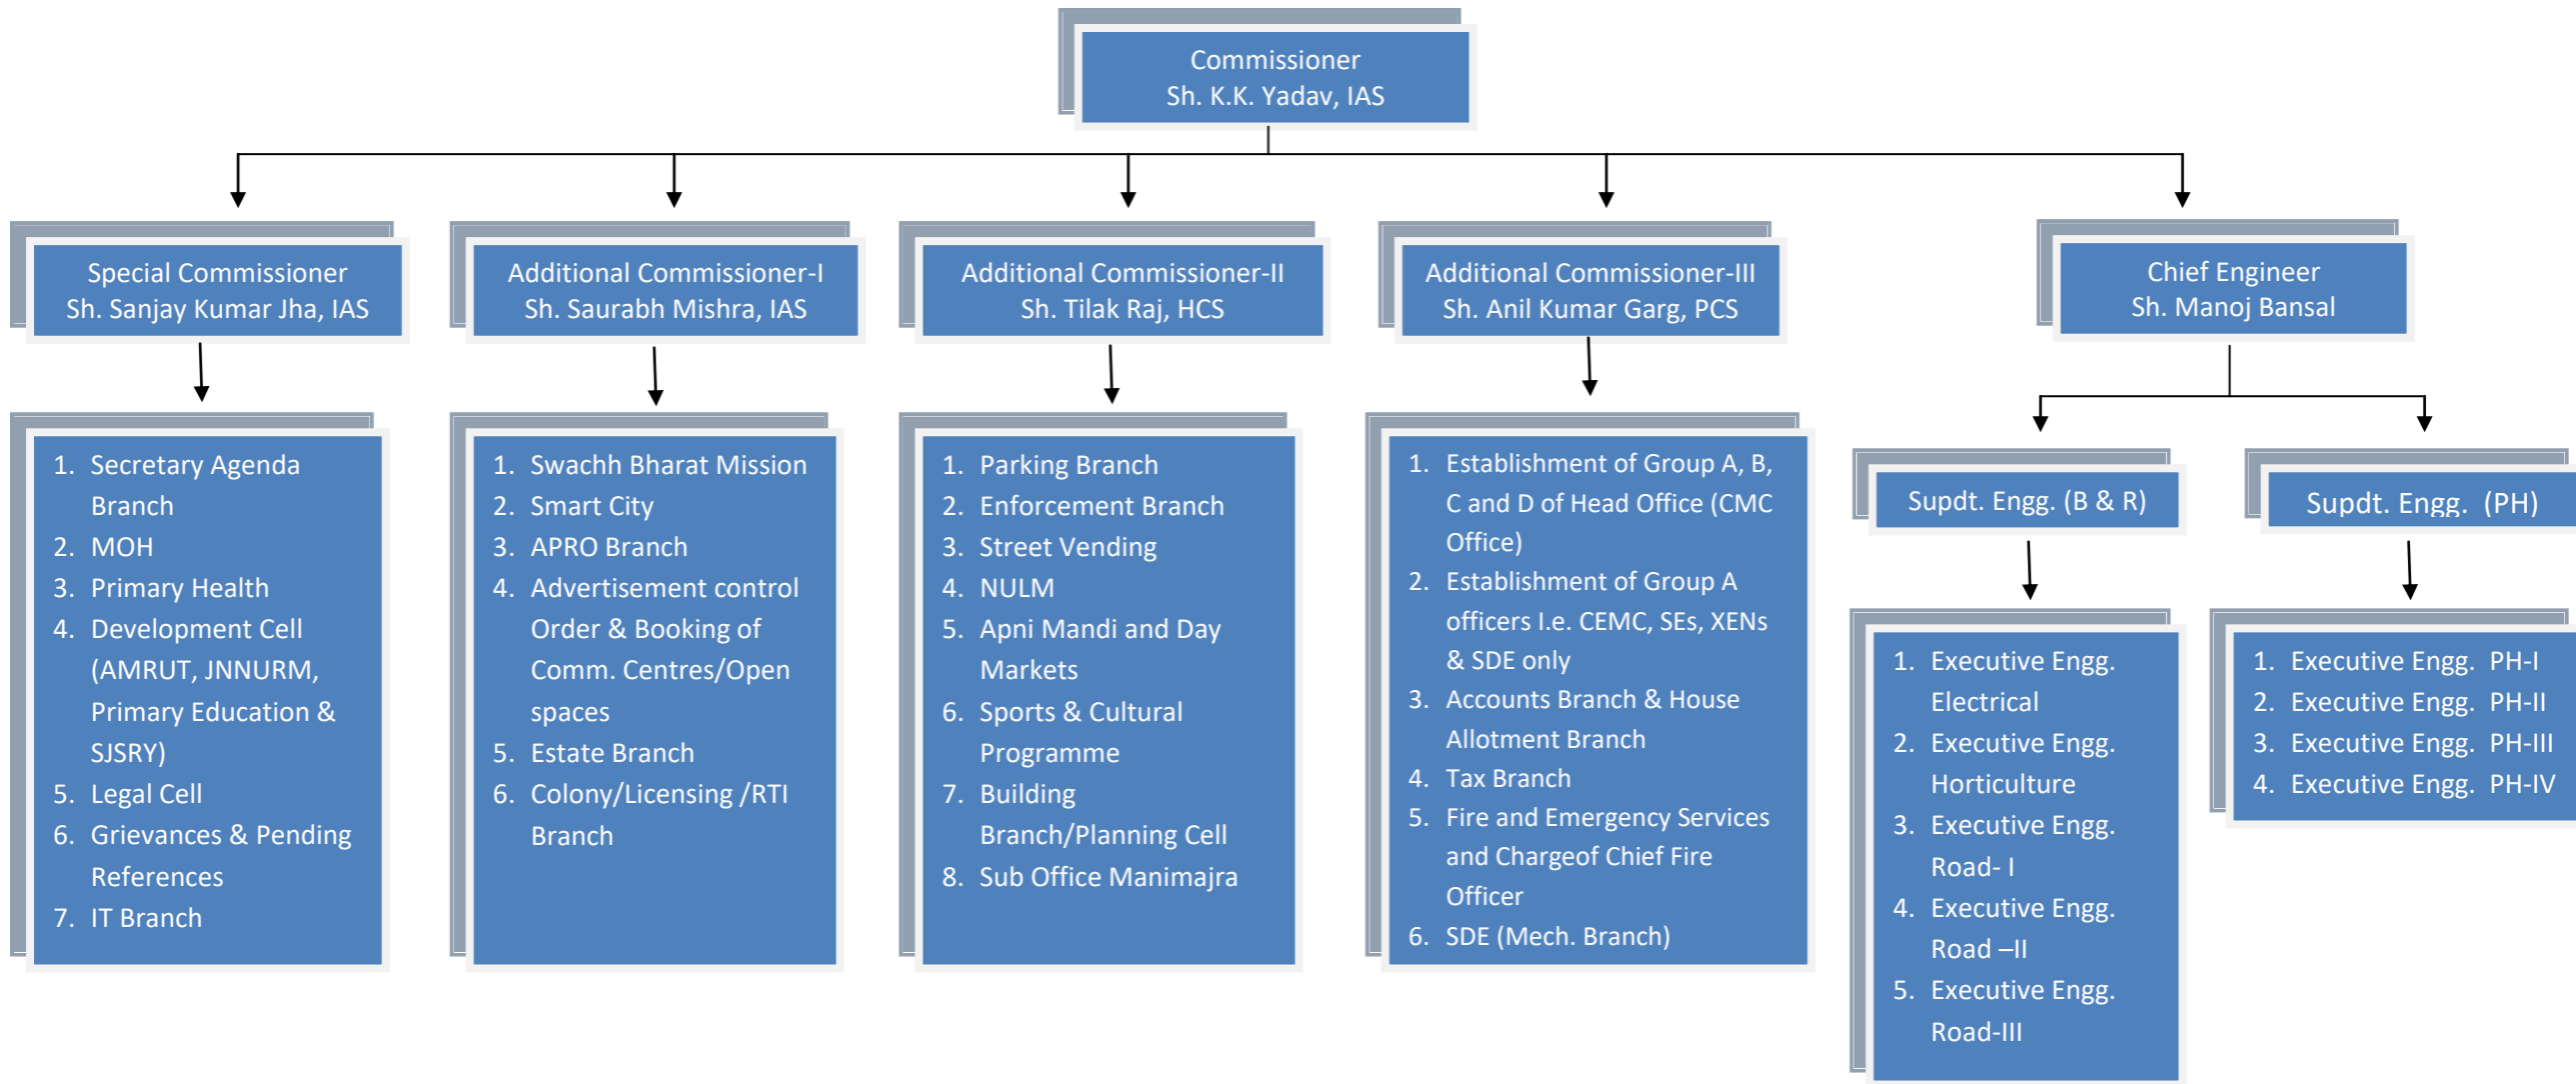 Commissioner
Sh. K.K. Yadav, IAS
Special Commissioner
Sh. Sanjay Kumar Jha, IAS
Additional Commissioner-I
Sh. Saurabh Mishra, IAS
Additional Commissioner-II
Sh. Tilak Raj, HCS
Additional Commissioner-III
Sh. Anil Kumar Garg, PCS
Chief Engineer
Sh. Manoj Bansal
1. Secretary Agenda
Branch
2. MOH
3. Primary Health
4. Development Cell
(AMRUT, JNNURM,
Primary Education &
SJSRY)
5. Legal Cell
6. Grievances & Pending
References
7. IT Branch
1. Swachh Bharat Mission
2. Smart City
3. APRO Branch
4. Advertisement control
Order & Booking of
Comm. Centres/Open
spaces
5. Estate Branch
6. Colony/Licensing /RTI
Branch
1. Parking Branch
2. Enforcement Branch
3. Street Vending
4. NULM
5. Apni Mandi and Day
Markets
6. Sports & Cultural
Programme
7. Building
Branch/Planning Cell
8. Sub Office Manimajra
1. Establishment of Group A, B,
C and D of Head Office (CMC
Office)
2. Establishment of Group A
officers I.e. CEMC, SEs, XENs
& SDE only
3. Accounts Branch & House
Allotment Branch
4. Tax Branch
5. Fire and Emergency Services
and Chargeof Chief Fire
Officer
6. SDE (Mech. Branch)
Supdt. Engg. (B & R)
Supdt. Engg. (PH)
1. Executive Engg.
Electrical
2. Executive Engg.
Horticulture
3. Executive Engg.
Road- I
4. Executive Engg.
Road –II
5. Executive Engg.
Road-III
1. Executive Engg. PH-I
2. Executive Engg. PH-II
3. Executive Engg. PH-III
4. Executive Engg. PH-IV